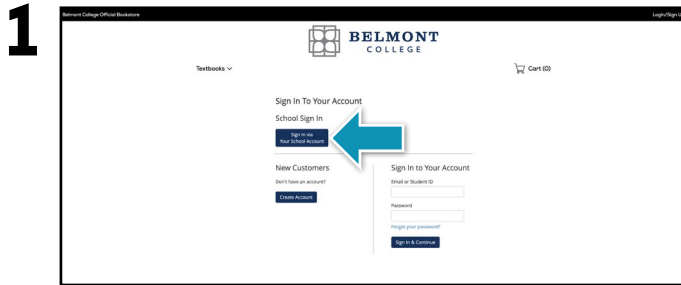 1
Belmont College Official Bookstore
Login/Sign U
BELMONT
COLLEGE
Textbooks
Cart (0)
Sign In To Your Account
School Sign In
Sign in via
Your School Account
New Customers
Don't have an account?
Create Account
Sign In to Your Account
Email or Student ID
Password
Forgot your password?
Sign In & Continue